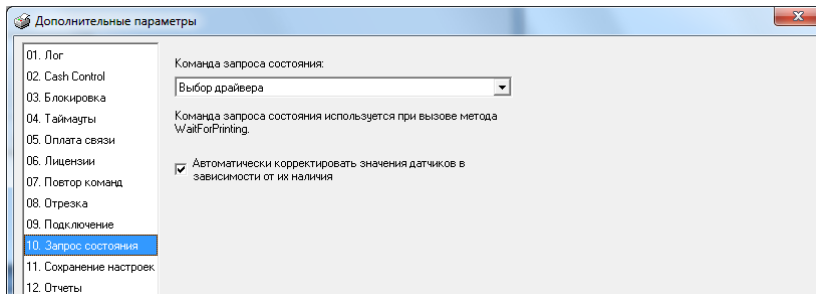 Дополнительные параметры
01. Лог
02. Cash Control
03. Блокировка
04. Таймауты
05. Оплата связи
06. Лицензии
07. Повтор команд
08. Отрезка
09. Подключение
10. Запрос состояния
11. Сохранение настроек
12. Отчеты
Команда запроса состояния:
Выбор драйвера
Команда запроса состояния используется при вызове метода
WaitForPrinting.
Автоматически корректировать значения датчиков в
зависимости от их наличия